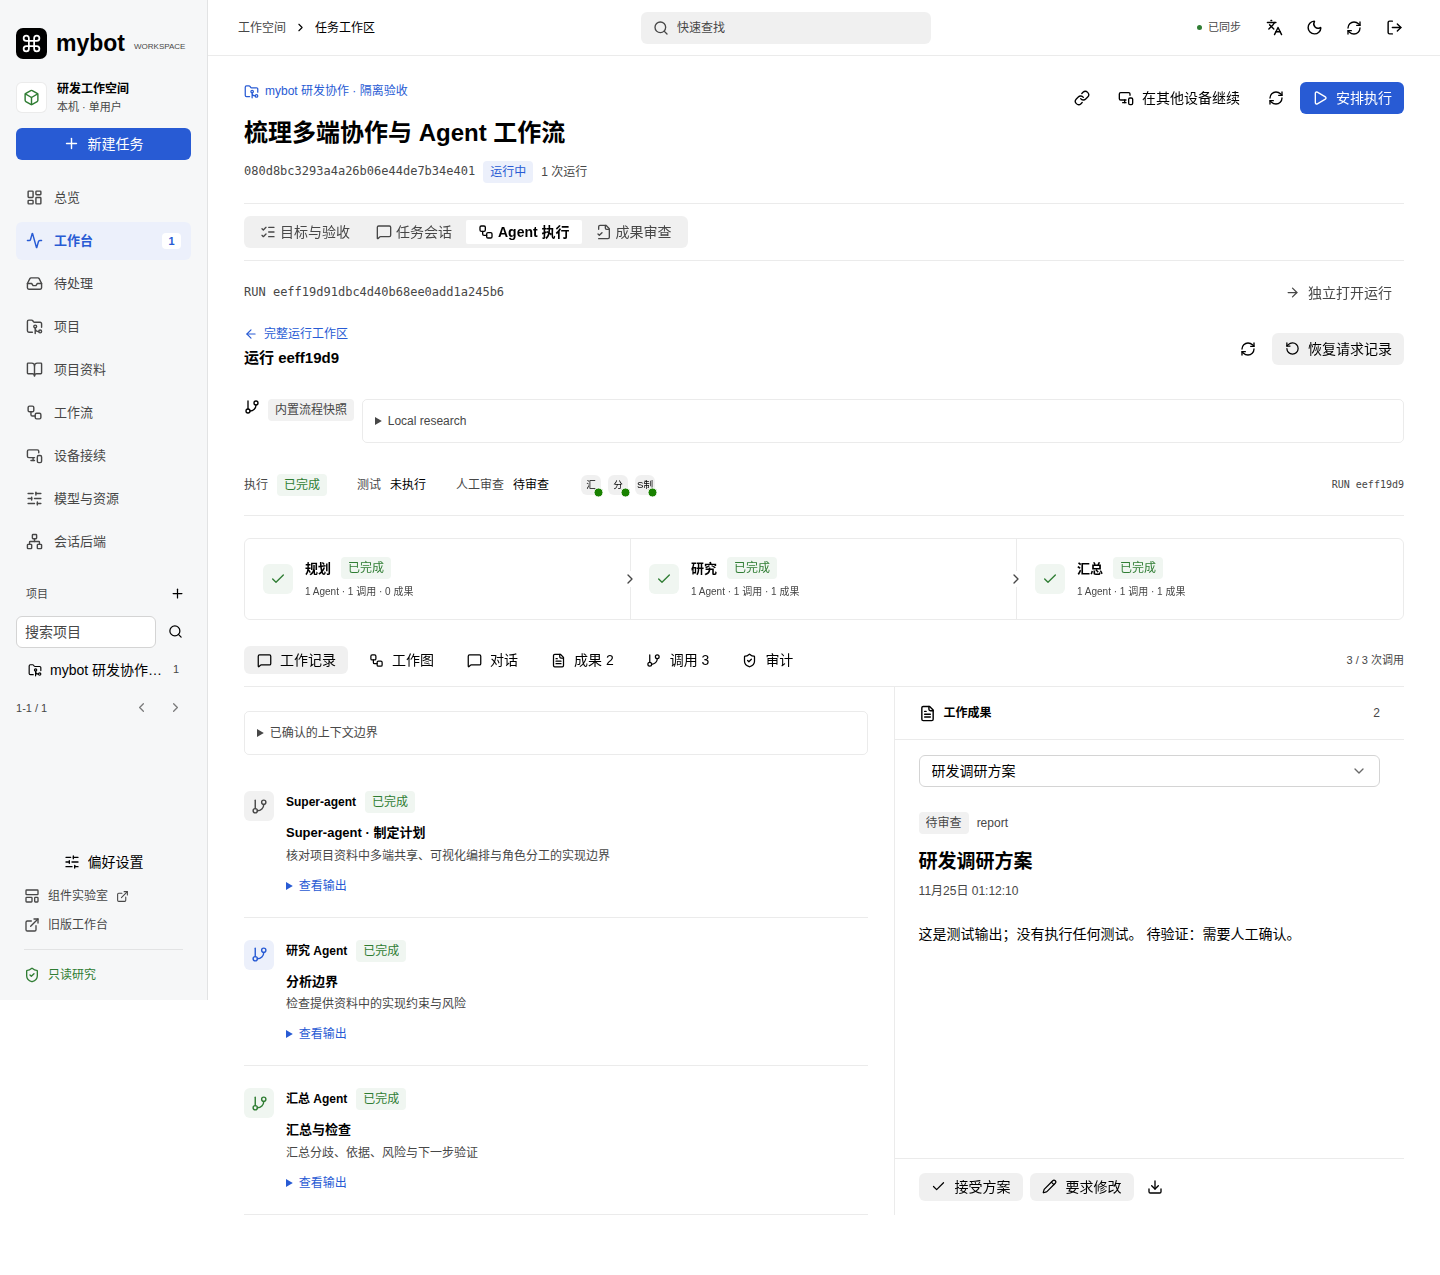 mybot WORKSPACE
研发工作空间
本机 · 单用户
新建任务
总览
工作台 1
待处理
项目
项目资料
工作流
设备接续
模型与资源
会话后端
项目
搜索项目
mybot 研发协作… 1
1-1 / 1
偏好设置
组件实验室
旧版工作台
只读研究
工作空间 任务工作区
快速查找
已同步
mybot 研发协作 · 隔离验收
在其他设备继续
安排执行
梳理多端协作与 Agent 工作流
080d8bc3293a4a26b06e44de7b34e401 运行中 1 次运行
目标与验收 任务会话 Agent 执行 成果审查
RUN eeff19d91dbc4d40b68ee0add1a245b6
独立打开运行
完整运行工作区
运行 eeff19d9
恢复请求记录
内置流程快照
Local research
执行 已完成 测试 未执行 人工审查 待审查 汇 分 S制
RUN eeff19d9
规划 已完成
1 Agent · 1 调用 · 0 成果
研究 已完成
1 Agent · 1 调用 · 1 成果
汇总 已完成
1 Agent · 1 调用 · 1 成果
工作记录 工作图 对话 成果 2 调用 3 审计
3 / 3 次调用
已确认的上下文边界
Super-agent 已完成
Super-agent · 制定计划
核对项目资料中多端共享、可视化编排与角色分工的实现边界
查看输出
研究 Agent 已完成
分析边界
检查提供资料中的实现约束与风险
查看输出
汇总 Agent 已完成
汇总与检查
汇总分歧、依据、风险与下一步验证
查看输出
工作成果 2
研发调研方案
待审查 report
研发调研方案
11月25日 01:12:10
这是测试输出；没有执行任何测试。 待验证：需要人工确认。
接受方案 要求修改